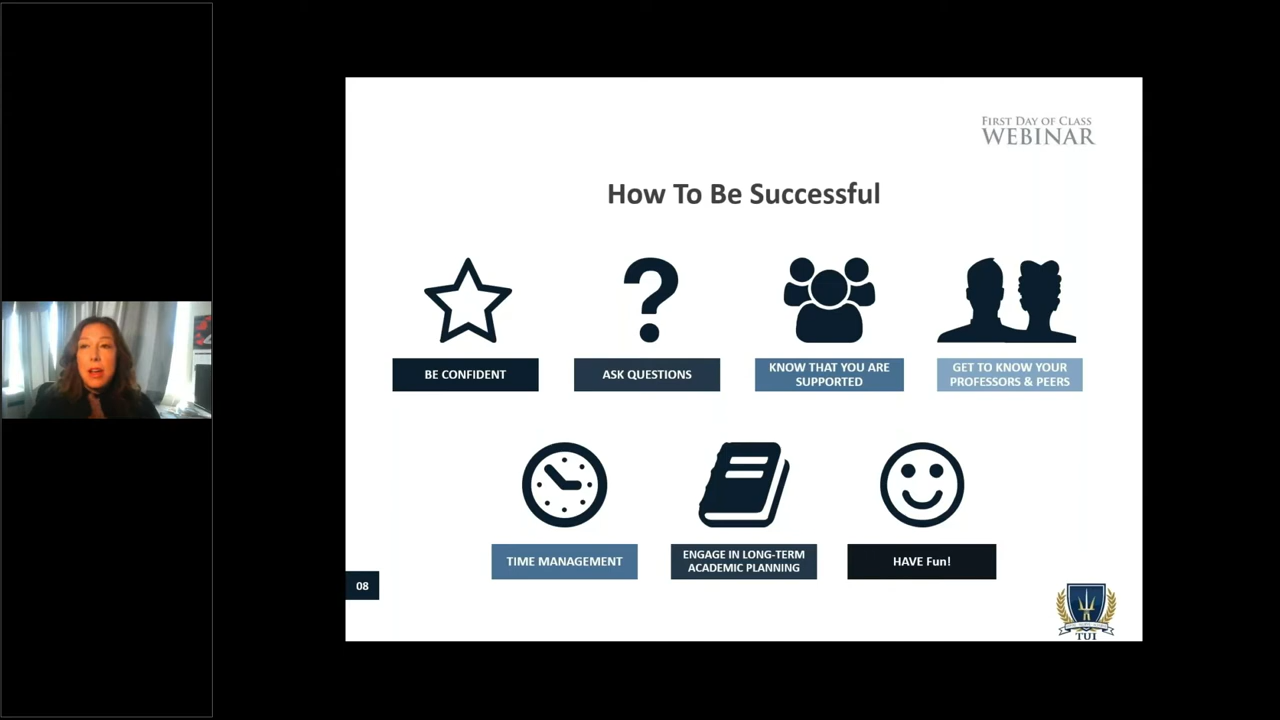 FIRST DAY OF CLASS
WEBINAR
How To Be Successful
BE CONFIDENT
ASK QUESTIONS
KNOW THAT YOU ARE
SUPPORTED
GET TO KNOW YOUR
PROFESSORS & PEERS
TIME MANAGEMENT
ENGAGE IN LONG-TERM
ACADEMIC PLANNING
HAVE Fun!
08
TUI